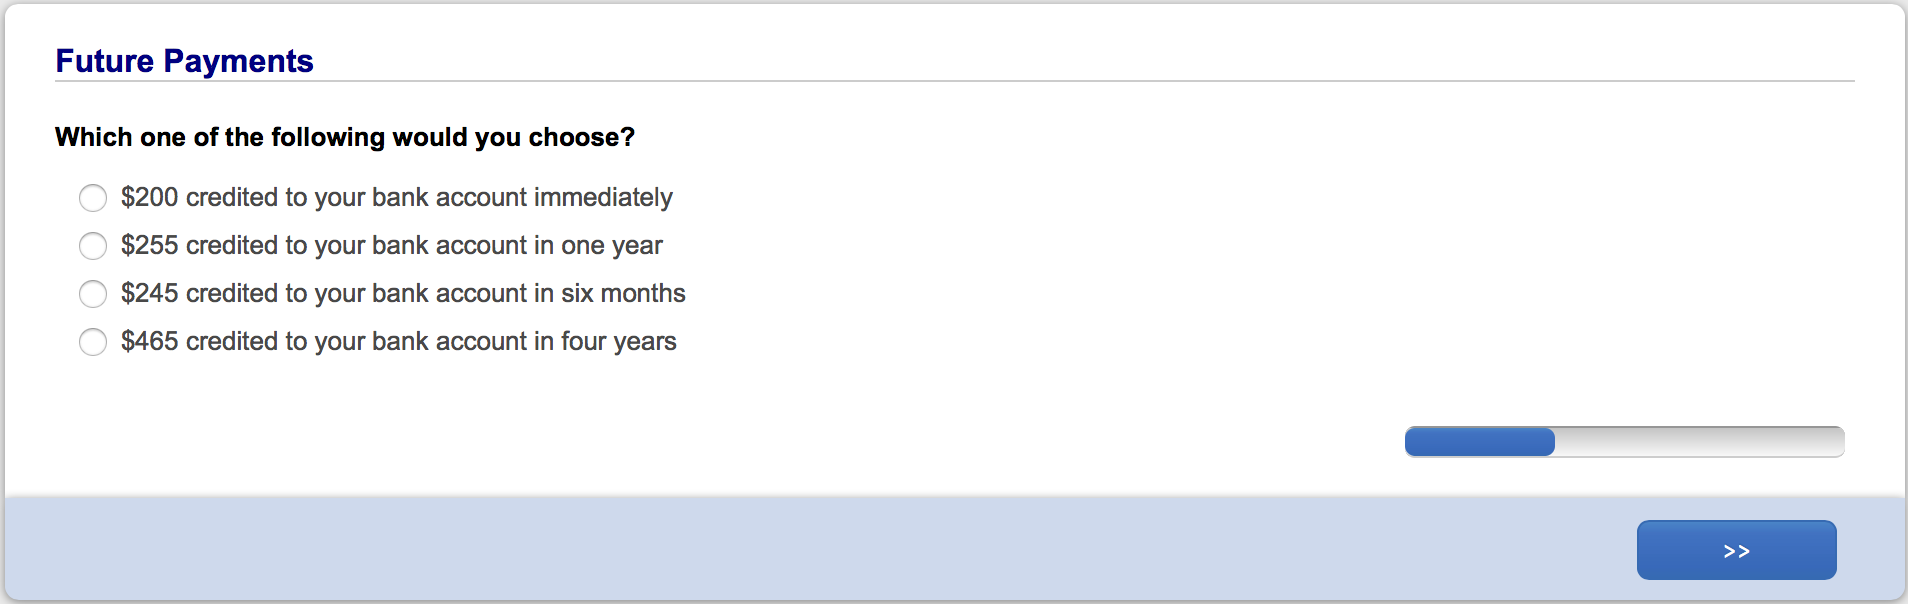 Future Payments
Which one of the following would you choose?
$200 credited to your bank account immediately
$255 credited to your bank account in one year
$245 credited to your bank account in six months
$465 credited to your bank account in four years
>>